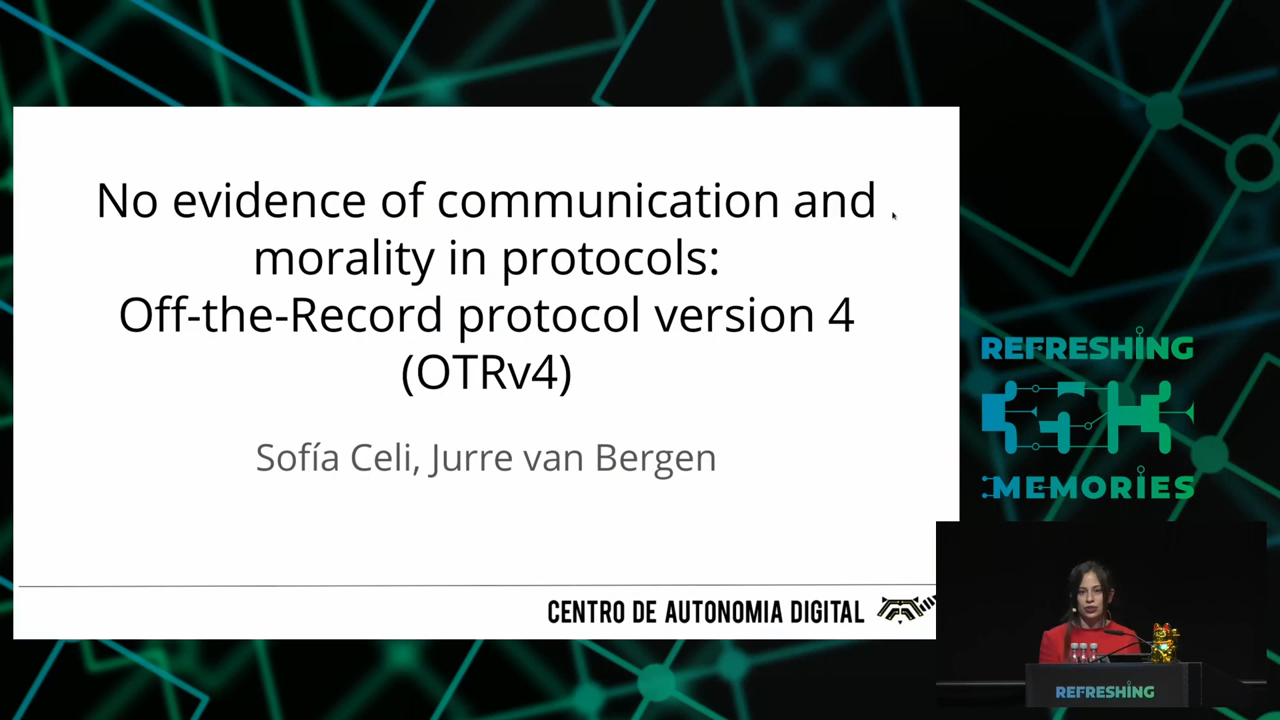 No evidence of communication and
morality in protocols:
Off-the-Record protocol version 4
(OTRv4)
Sofía Celi, Jurre van Bergen
CENTRO DE AUTONOMIA DIGITAL
REFRESHING
MEMORIES
REFRESHING